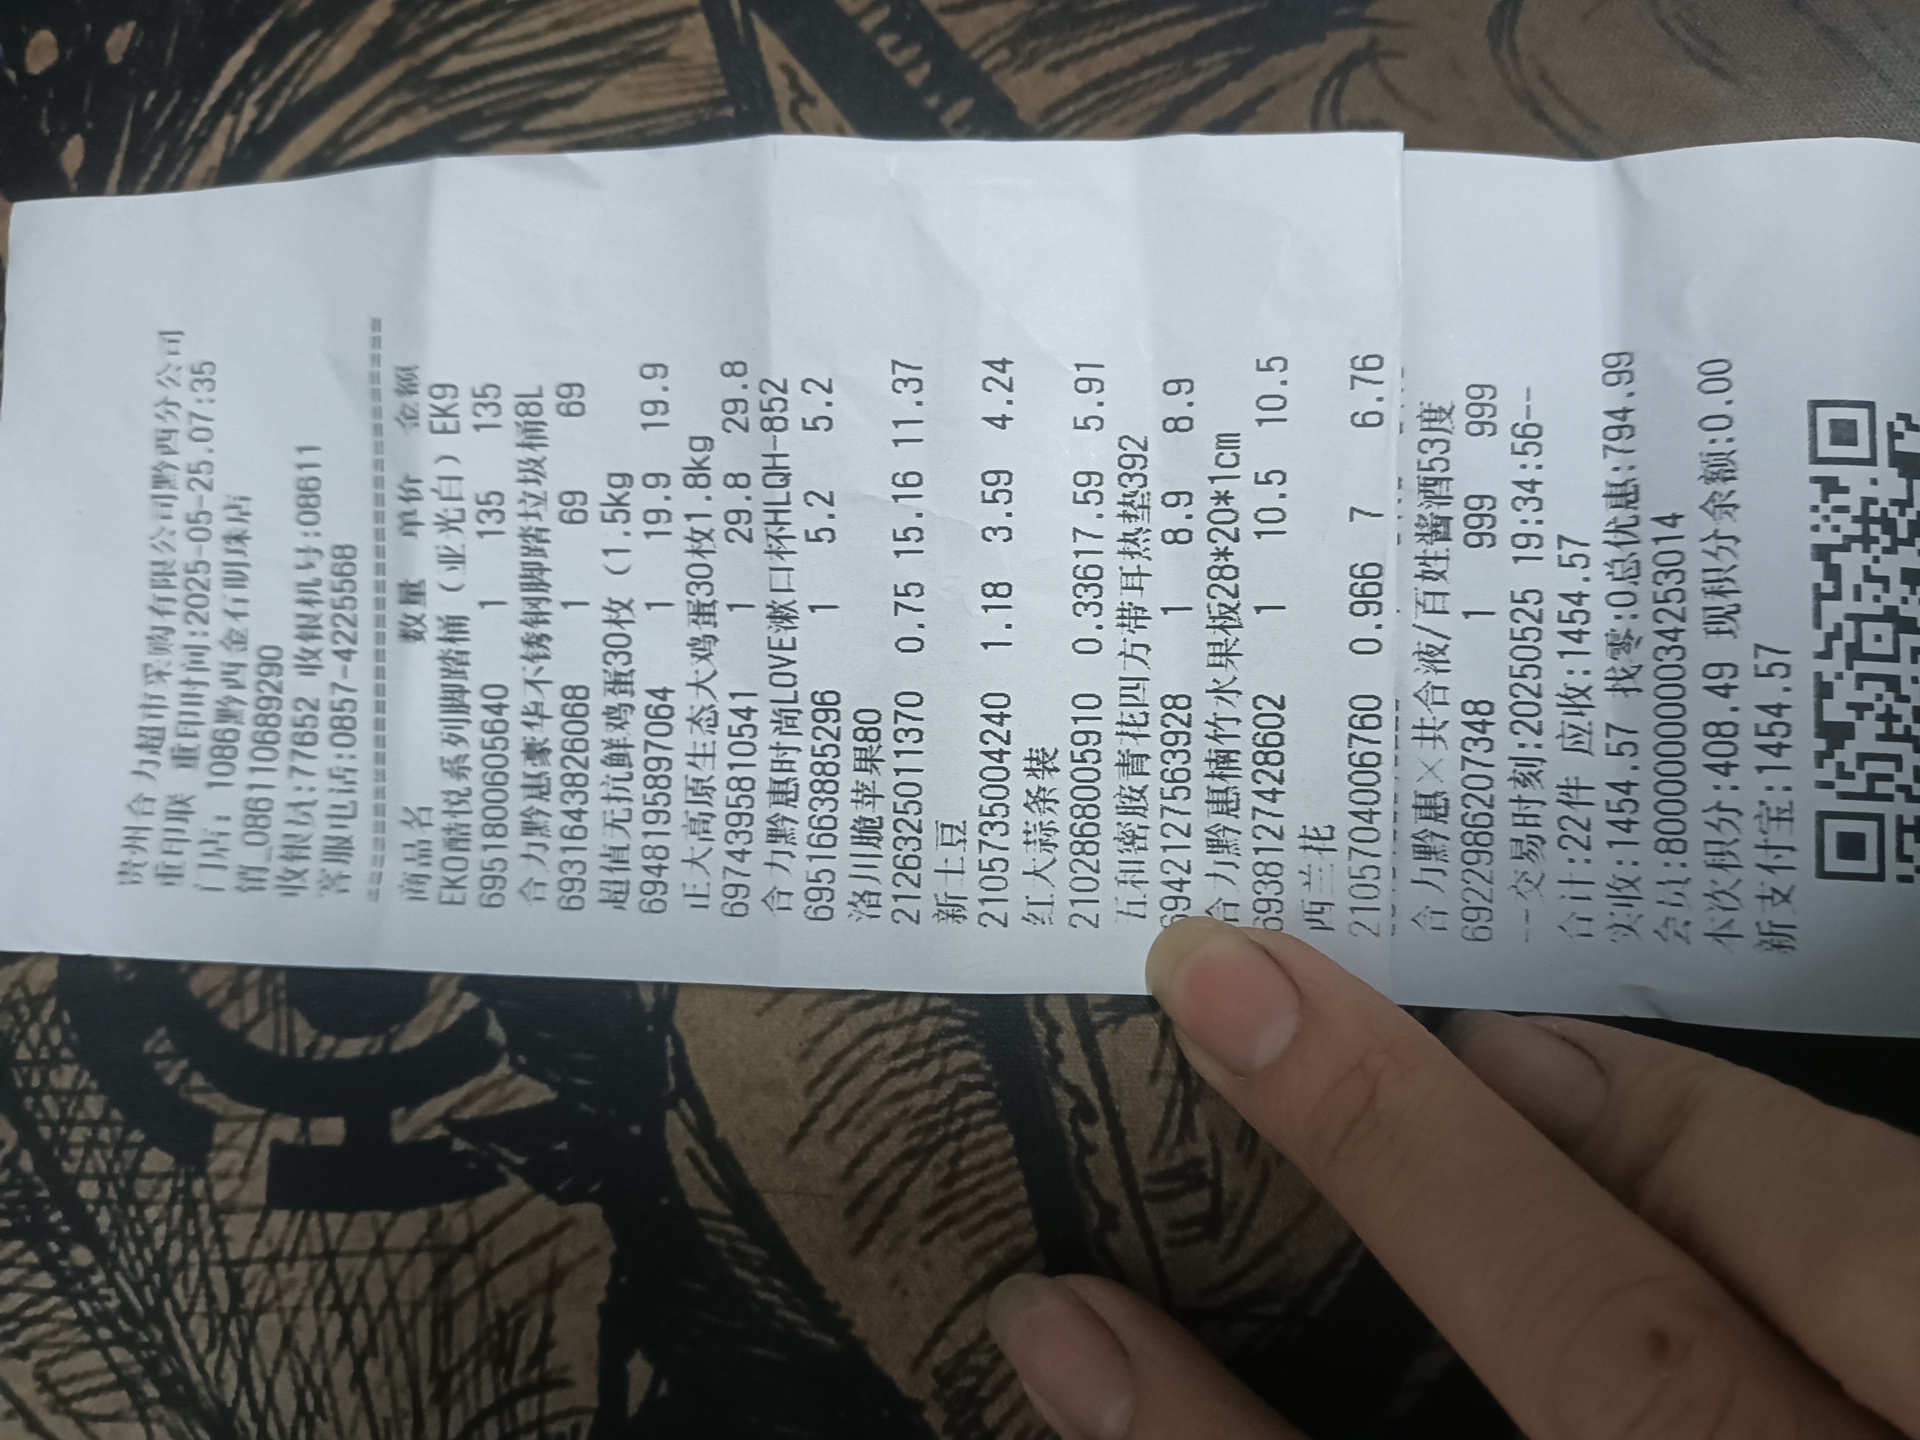 贵州合力超市采购有限公司黔西分公司
重印联 重印时间:2025-05-25.07:35
门店: 1086黔西金石明珠店
销_086110689290
收银员:77652 收银机号:08611
客服电话:0857-4225568
================================
商品名 数量 单价 金额
EKO酷悦系列脚踏桶(亚光白)EK9
6951800605640 1 135 135
合力黔惠豪华不锈钢脚踏垃圾桶8L
6931643826068 1 69 69
超值无抗鲜鸡蛋30枚(1.5kg
6948195897064 1 19.9 19.9
正大高原生态大鸡蛋30枚1.8kg
6974395810541 1 29.8 29.8
合力黔惠时尚LOVE漱口杯HLQH-852
6951663885296 1 5.2 5.2
洛川脆苹果80
2126325011370 0.75 15.16 11.37
新土豆
2105735004240 1.18 3.59 4.24
红大蒜条装
2102868005910 0.33617.59 5.91
五和密胺青花四方带耳热垫392
6942127563928 1 8.9 8.9
合力黔惠楠竹水果板28*20*1cm
6938127428602 1 10.5 10.5
西兰花
2105704006760 0.966 7 6.76
合力黔惠×共合液/百姓酱酒53度
6922986207348 1 999 999
--交易时刻:20250525 19:34:56--
合计:22件 应收:1454.57
实收:1454.57 找零:0总优惠:794.99
会员:8000000003425​3014
本次积分:408.49 现积分余额:0.00
新支付宝:1454.57